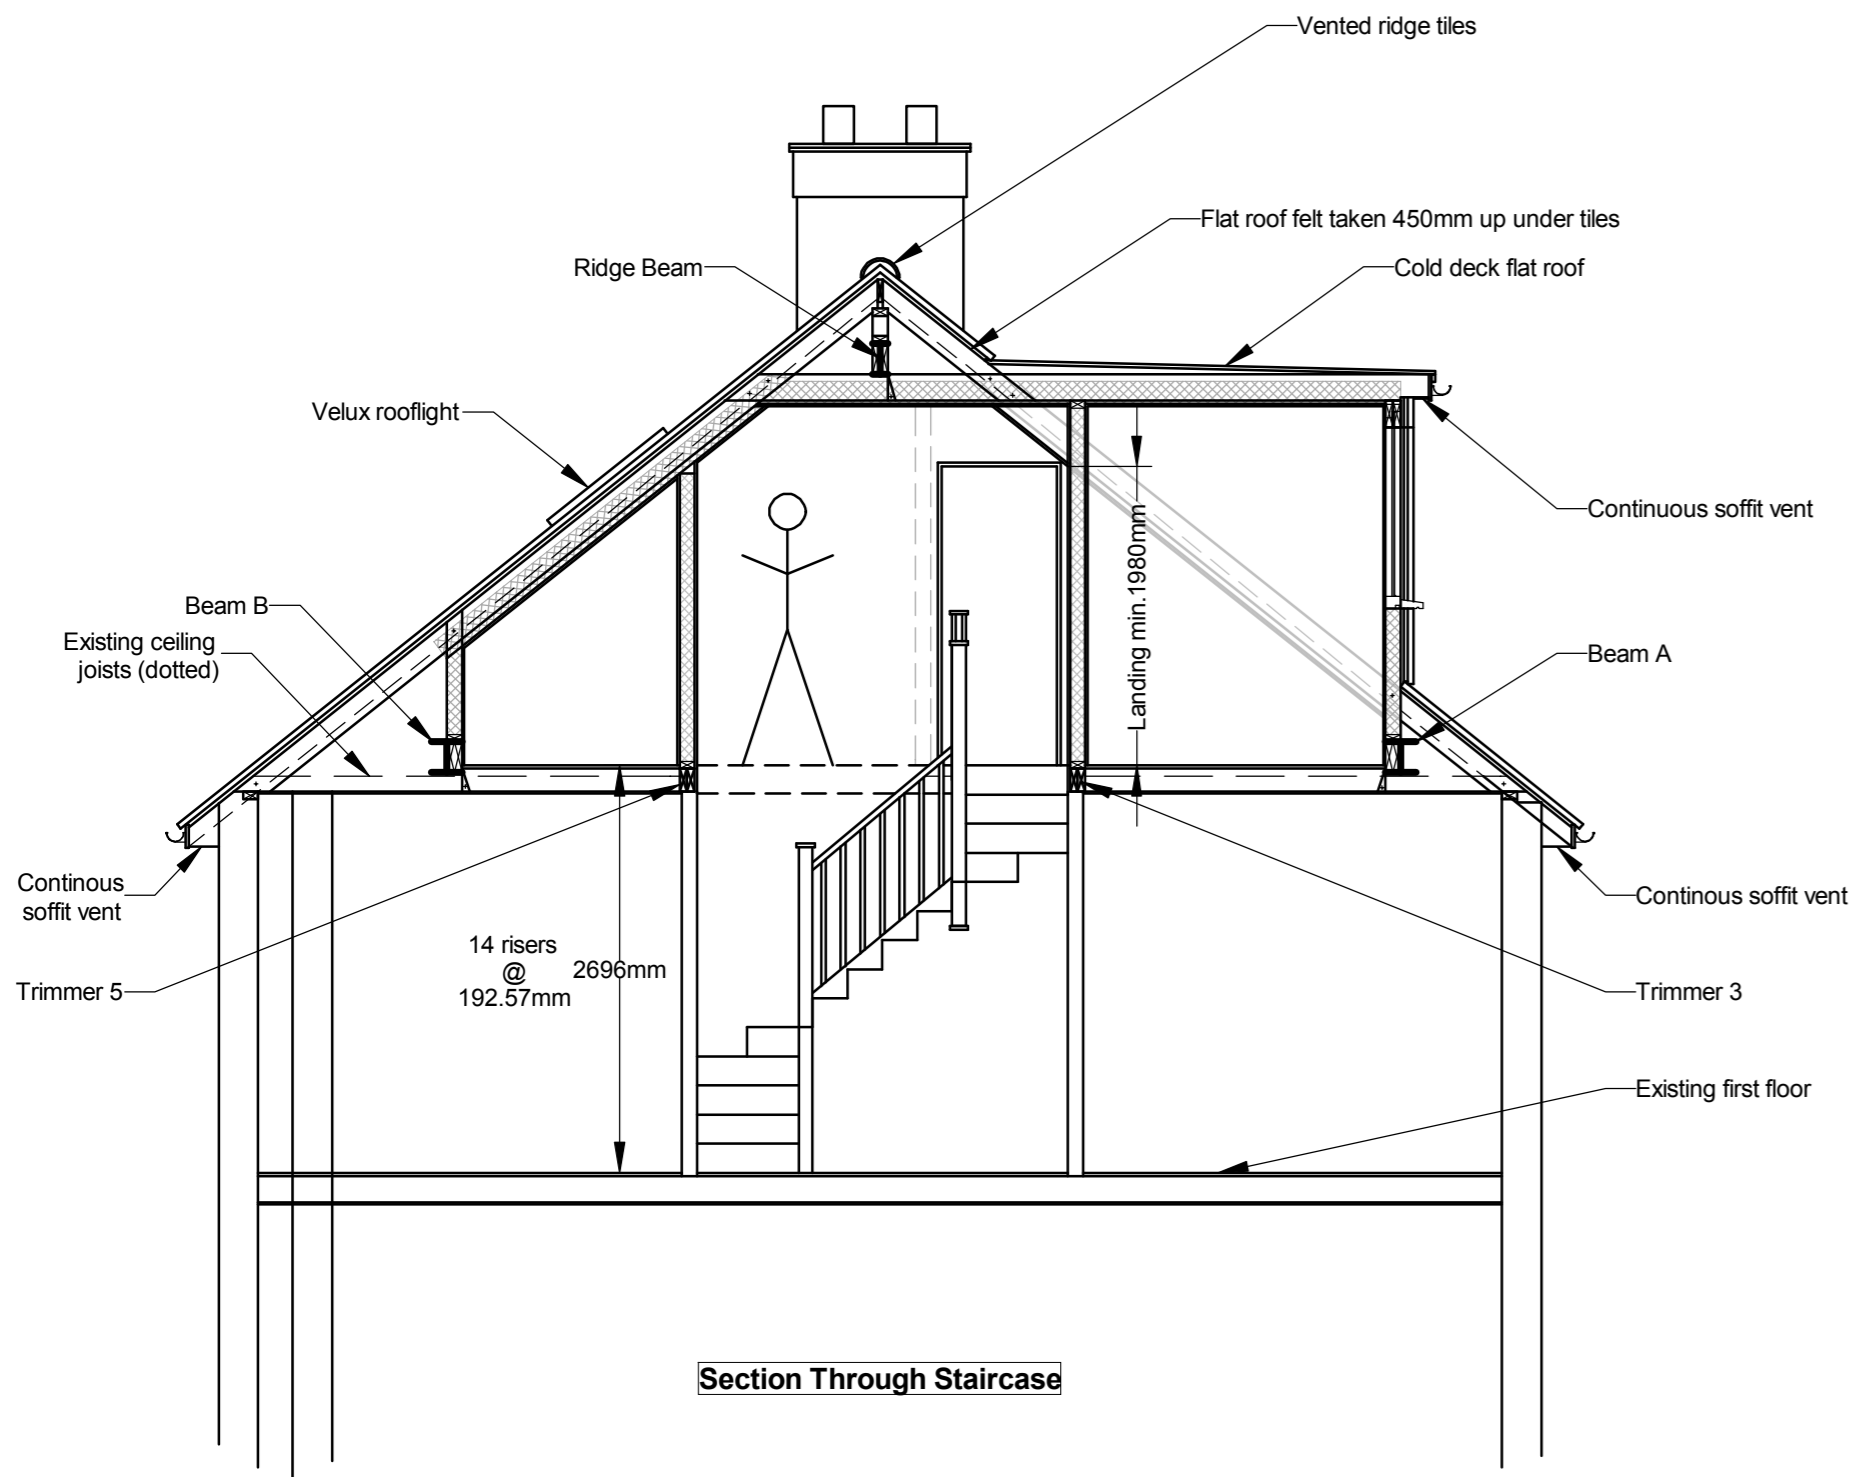 Vented ridge tiles
Flat roof felt taken 450mm up under tiles
Ridge Beam
Cold deck flat roof
Velux rooflight
Continuous soffit vent
Landing min.1980mm
Beam B
Existing ceiling
joists (dotted)
Beam A
Continous
soffit vent
Continous soffit vent
14 risers
@
192.57mm
2696mm
Trimmer 5
Trimmer 3
Existing first floor
Section Through Staircase